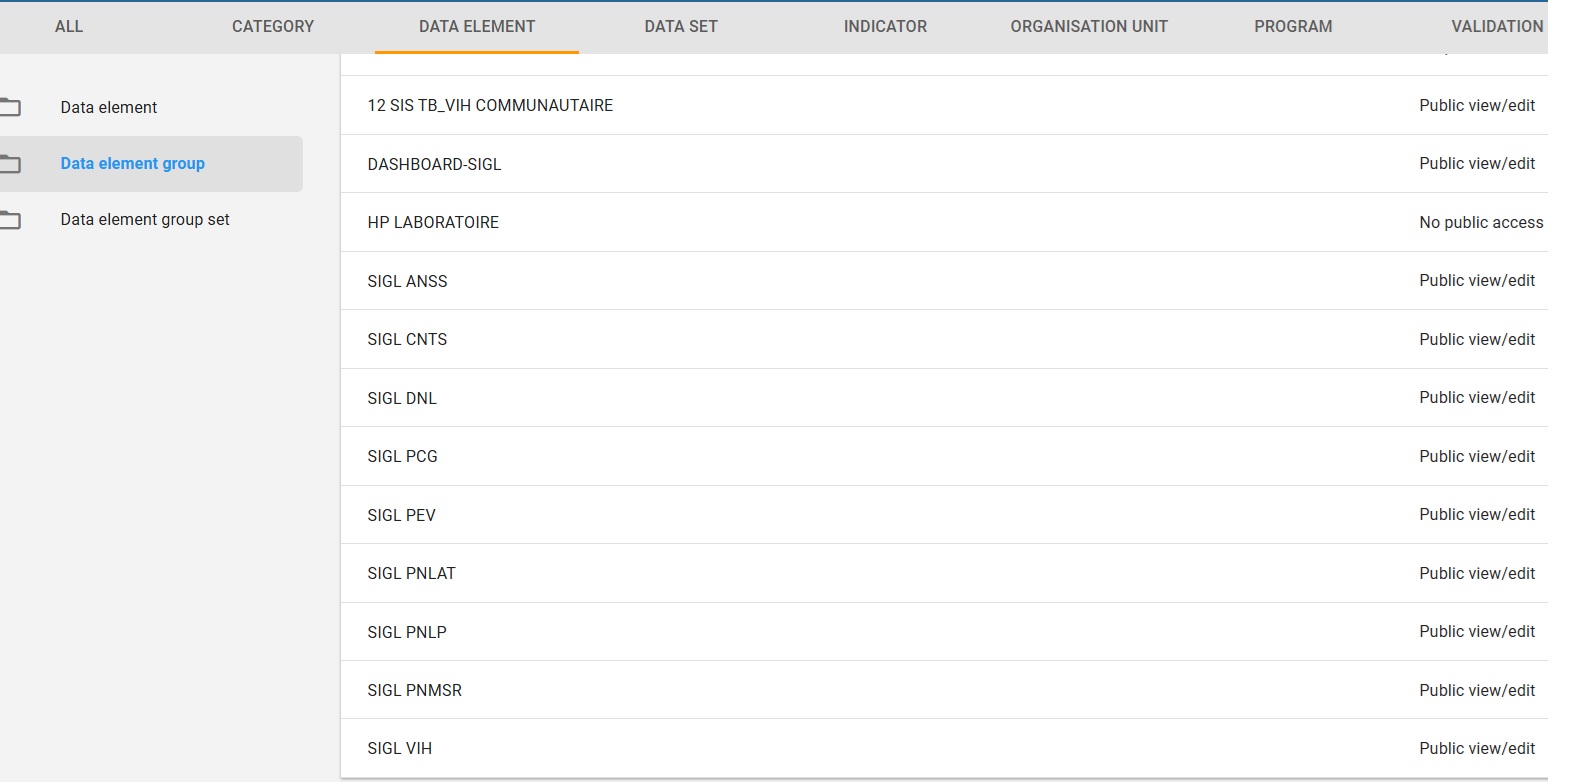 ALL CATEGORY DATA ELEMENT DATA SET INDICATOR ORGANISATION UNIT PROGRAM VALIDATION
Data element
Data element group
Data element group set
12 SIS TB_VIH COMMUNAUTAIRE Public view/edit
DASHBOARD-SIGL Public view/edit
HP LABORATOIRE No public access
SIGL ANSS Public view/edit
SIGL CNTS Public view/edit
SIGL DNL Public view/edit
SIGL PCG Public view/edit
SIGL PEV Public view/edit
SIGL PNLAT Public view/edit
SIGL PNLP Public view/edit
SIGL PNMSR Public view/edit
SIGL VIH Public view/edit